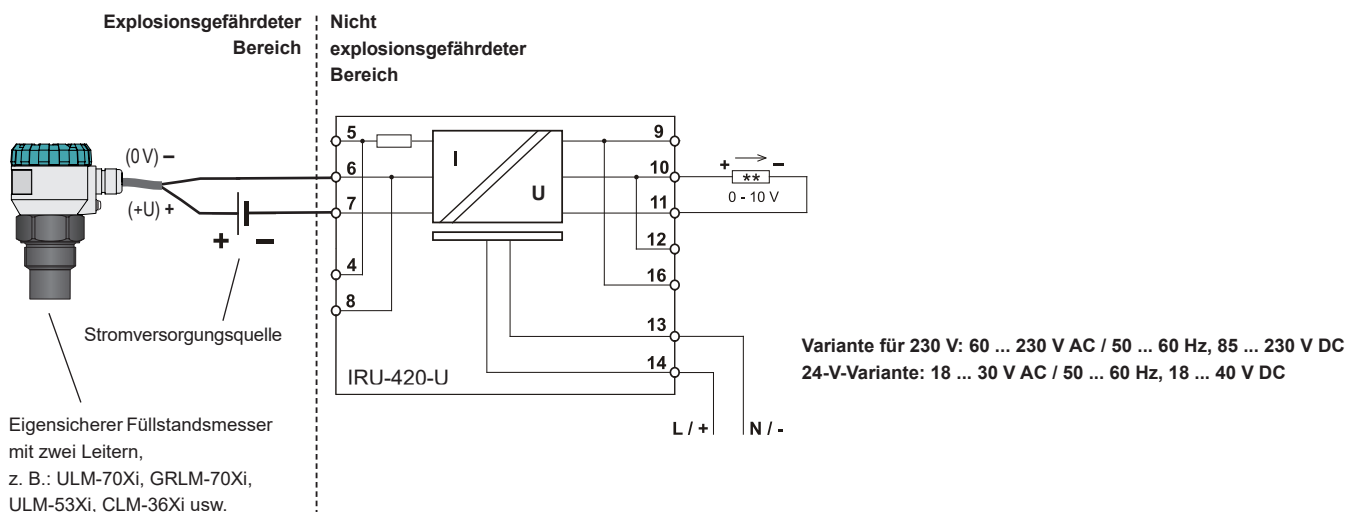 Explosionsgefährdeter
Bereich
Nicht
explosionsgefährdeter
Bereich
(0 V) –
(+U) +
+ –
Stromversorgungsquelle
Eigensicherer Füllstandsmesser
mit zwei Leitern,
z. B.: ULM-70Xi, GRLM-70Xi,
ULM-53Xi, CLM-36Xi usw.
5
6
7
4
8
I
U
9
10
11
12
16
13
14
IRU-420-U
+ –
**
0 - 10 V
L / +
N / -
Variante für 230 V: 60 ... 230 V AC / 50 ... 60 Hz, 85 ... 230 V DC
24-V-Variante: 18 ... 30 V AC / 50 ... 60 Hz, 18 ... 40 V DC